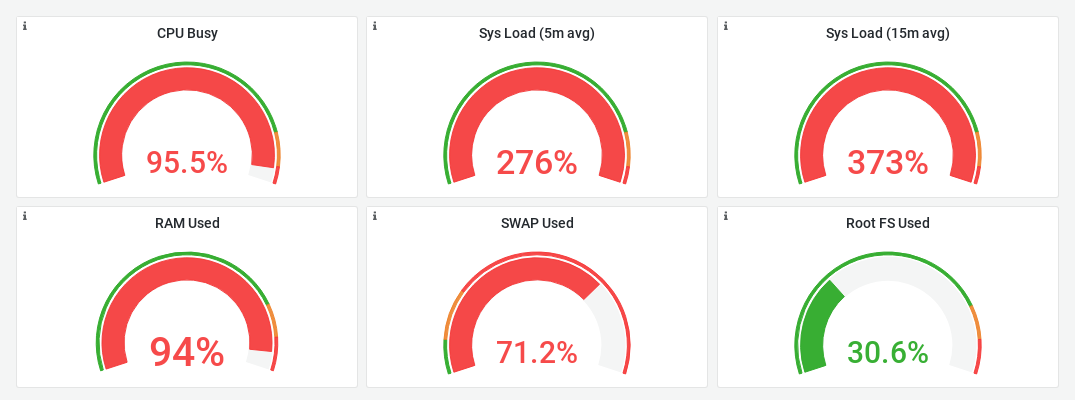 CPU Busy
95.5%
Sys Load (5m avg)
276%
Sys Load (15m avg)
373%
RAM Used
94%
SWAP Used
71.2%
Root FS Used
30.6%